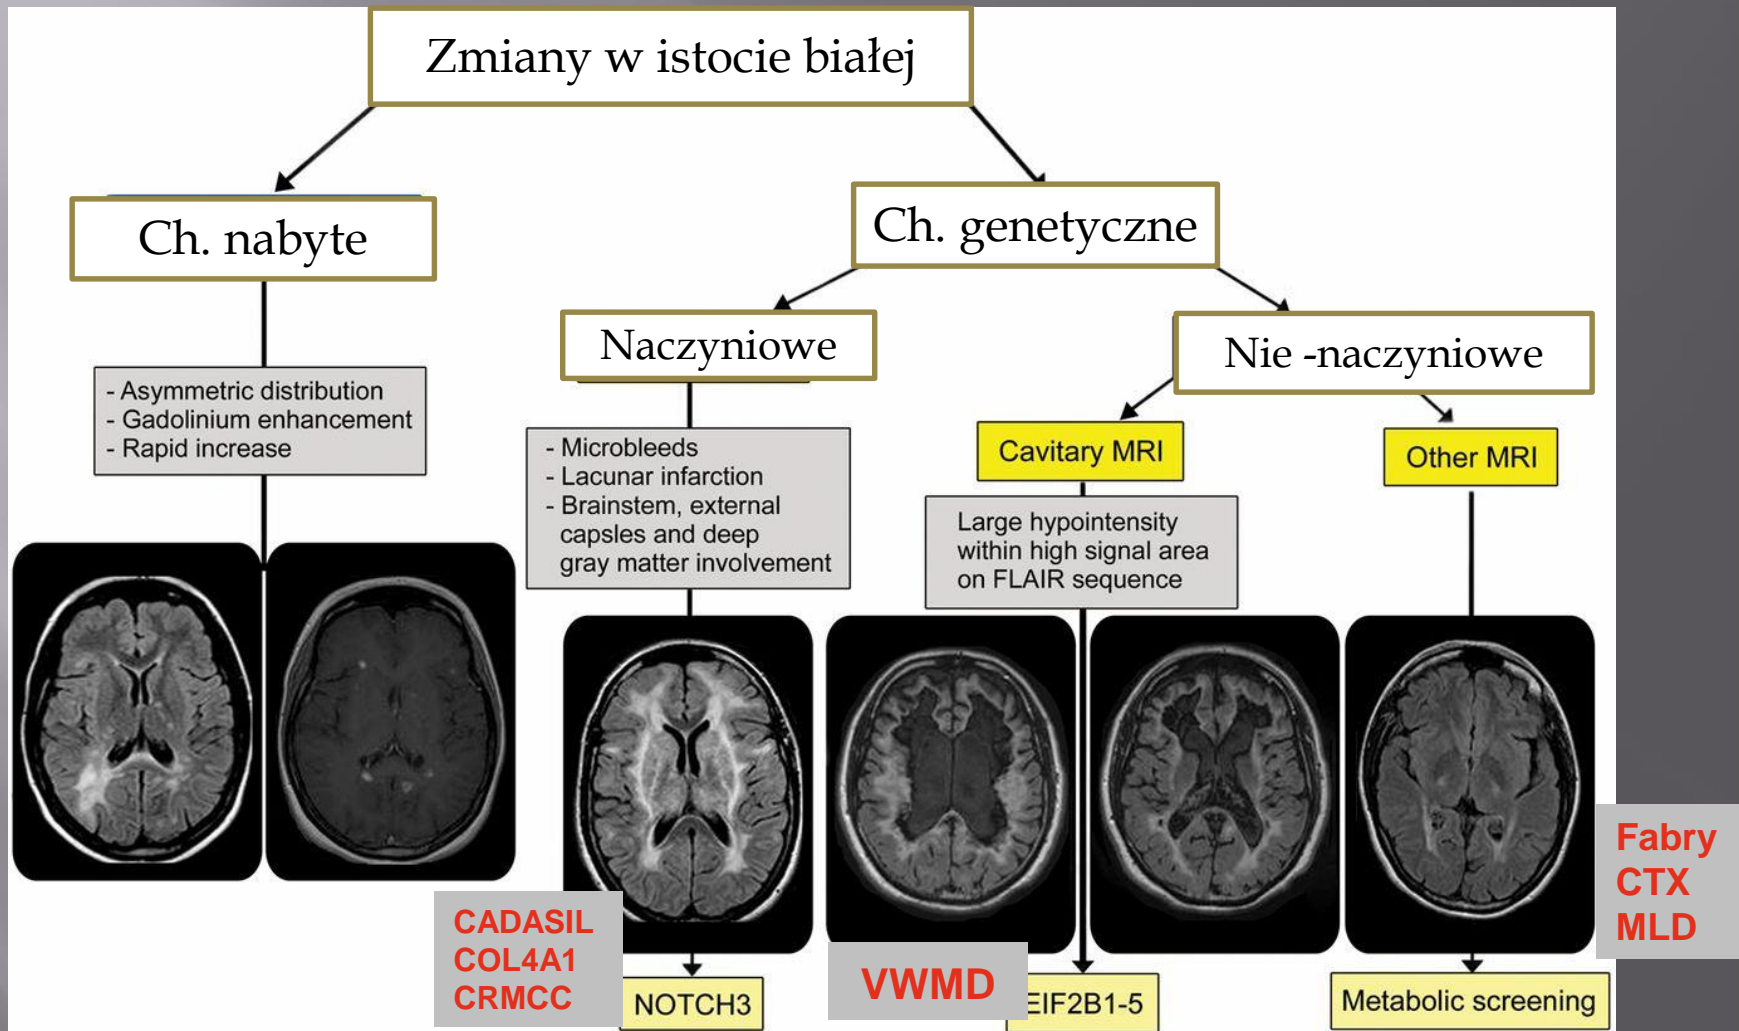 Zmiany w istocie białej
Ch. nabyte
Ch. genetyczne
Naczyniowe
Nie -naczyniowe
- Asymmetric distribution
- Gadolinium enhancement
- Rapid increase
- Microbleeds
- Lacunar infarction
- Brainstem, external
capsles and deep
gray matter involvement
Cavitary MRI
Other MRI
Large hypointensity
within high signal area
on FLAIR sequence
Fabry
CTX
MLD
CADASIL
COL4A1
CRMCC
NOTCH3
VWMD
EIF2B1-5
Metabolic screening